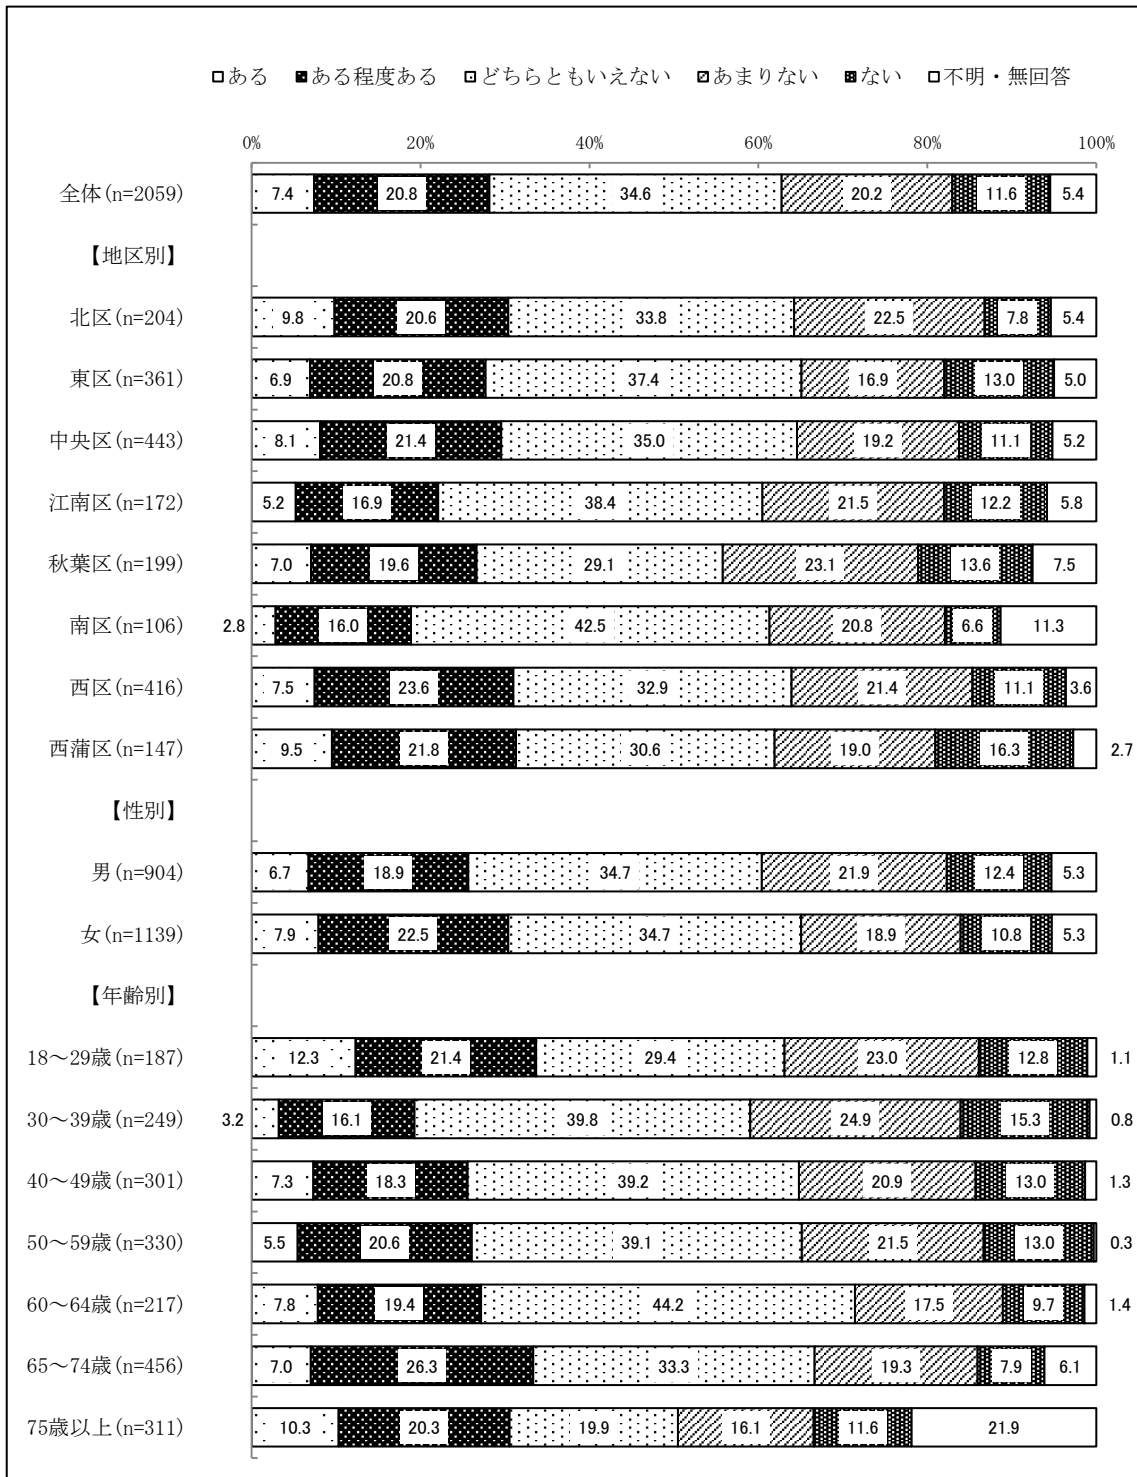 □ある ■ある程度ある □どちらともいえない □あまりない ■ない □不明・無回答
0% 20% 40% 60% 80% 100%
全体(n=2059) 7.4 20.8 34.6 20.2 11.6 5.4
【地区別】
北区(n=204) 9.8 20.6 33.8 22.5 7.8 5.4
東区(n=361) 6.9 20.8 37.4 16.9 13.0 5.0
中央区(n=443) 8.1 21.4 35.0 19.2 11.1 5.2
江南区(n=172) 5.2 16.9 38.4 21.5 12.2 5.8
秋葉区(n=199) 7.0 19.6 29.1 23.1 13.6 7.5
南区(n=106) 2.8 16.0 42.5 20.8 6.6 11.3
西区(n=416) 7.5 23.6 32.9 21.4 11.1 3.6
西蒲区(n=147) 9.5 21.8 30.6 19.0 16.3 2.7
【性別】
男(n=904) 6.7 18.9 34.7 21.9 12.4 5.3
女(n=1139) 7.9 22.5 34.7 18.9 10.8 5.3
【年齢別】
18～29歳(n=187) 12.3 21.4 29.4 23.0 12.8 1.1
30～39歳(n=249) 3.2 16.1 39.8 24.9 15.3 0.8
40～49歳(n=301) 7.3 18.3 39.2 20.9 13.0 1.3
50～59歳(n=330) 5.5 20.6 39.1 21.5 13.0 0.3
60～64歳(n=217) 7.8 19.4 44.2 17.5 9.7 1.4
65～74歳(n=456) 7.0 26.3 33.3 19.3 7.9 6.1
75歳以上(n=311) 10.3 20.3 19.9 16.1 11.6 21.9